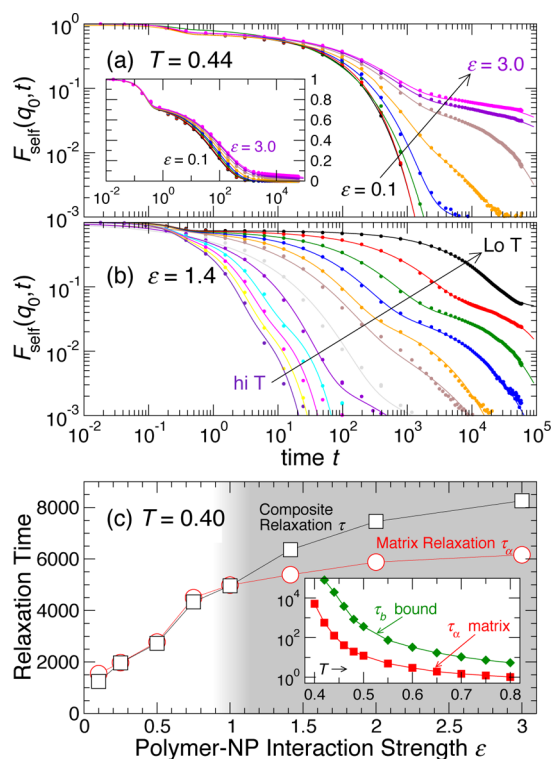 (a) T = 0.44
F_self(q_0, t)
10^0
10^-1
10^-2
10^-3
ε = 3.0
ε = 0.1
1
0.8
0.6
0.4
0.2
0
ε = 3.0
ε = 0.1
10^-2 10^0 10^2 10^4
(b) ε = 1.4
F_self(q_0, t)
10^-1
10^-2
10^-3
Lo T
hi T
10^-2 10^-1 10^0 10^1 10^2 10^3 10^4 10^5
time t
(c) T = 0.40
Relaxation Time
8000
6000
4000
2000
0
Composite
Relaxation τ
Matrix Relaxation τ_α
10^4
10^2
10^0
τ_b bound
τ_α matrix
T →
0.4 0.5 0.6 0.7 0.8
0 0.5 1 1.5 2 2.5 3
Polymer-NP Interaction Strength ε